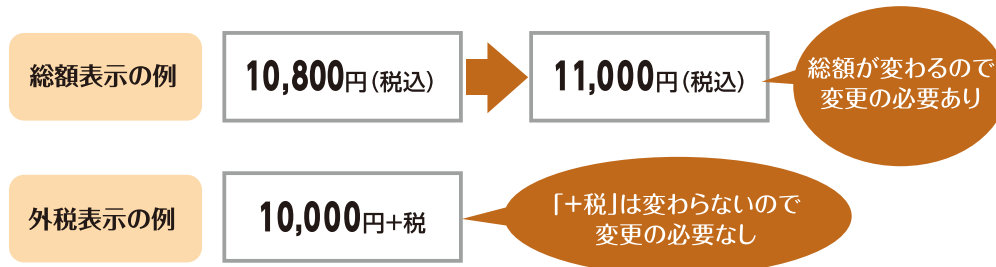 総額表示の例
10,800円(税込)
11,000円(税込)
総額が変わるので
変更の必要あり
外税表示の例
10,000円+税
「+税」は変わらないので
変更の必要なし